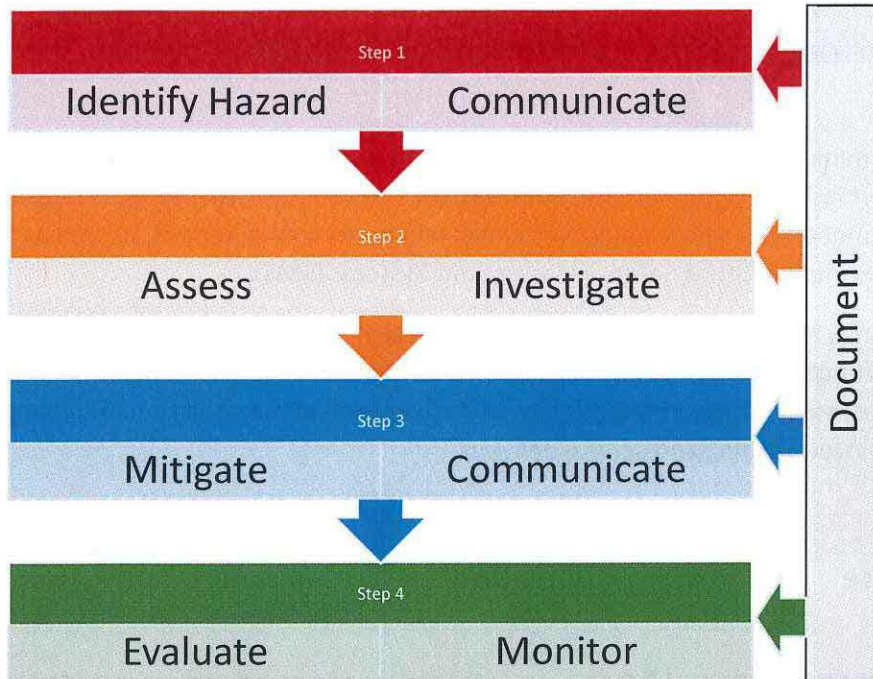 Step 1
Identify Hazard Communicate
Step 2
Assess Investigate
Step 3
Mitigate Communicate
Step 4
Evaluate Monitor
Document